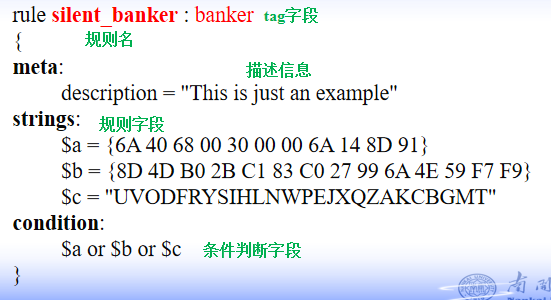 rule silent_banker : banker tag字段
{ 规则名
meta: 描述信息
description = "This is just an example"
strings: 规则字段
$a = {6A 40 68 00 30 00 00 6A 14 8D 91}
$b = {8D 4D B0 2B C1 83 C0 27 99 6A 4E 59 F7 F9}
$c = "UVODFRYSIHLNWPEJXQZAKCBGMT"
condition:
$a or $b or $c 条件判断字段
}
南開